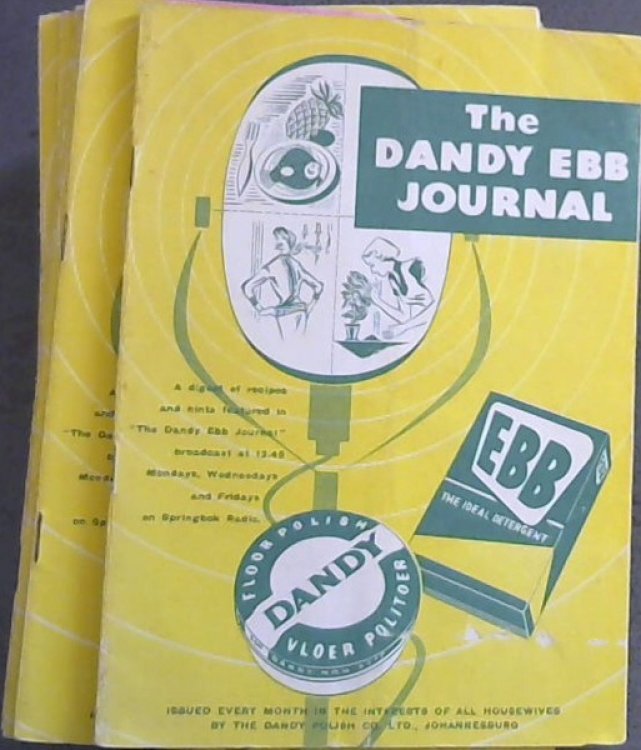 The
DANDY EBB
JOURNAL
A digest of recipes
and hints featured in
"The Dandy Ebb Journal"
broadcast at 12.45
Mondays, Wednesdays
and Fridays
on Springbok Radio.
EBB
THE IDEAL DETERGENT
FLOOR POLISH
DANDY
VLOER POLITOER
ISSUED EVERY MONTH IN THE INTERESTS OF ALL HOUSEWIVES
BY THE DANDY POLISH CO. LTD., JOHANNESBURG